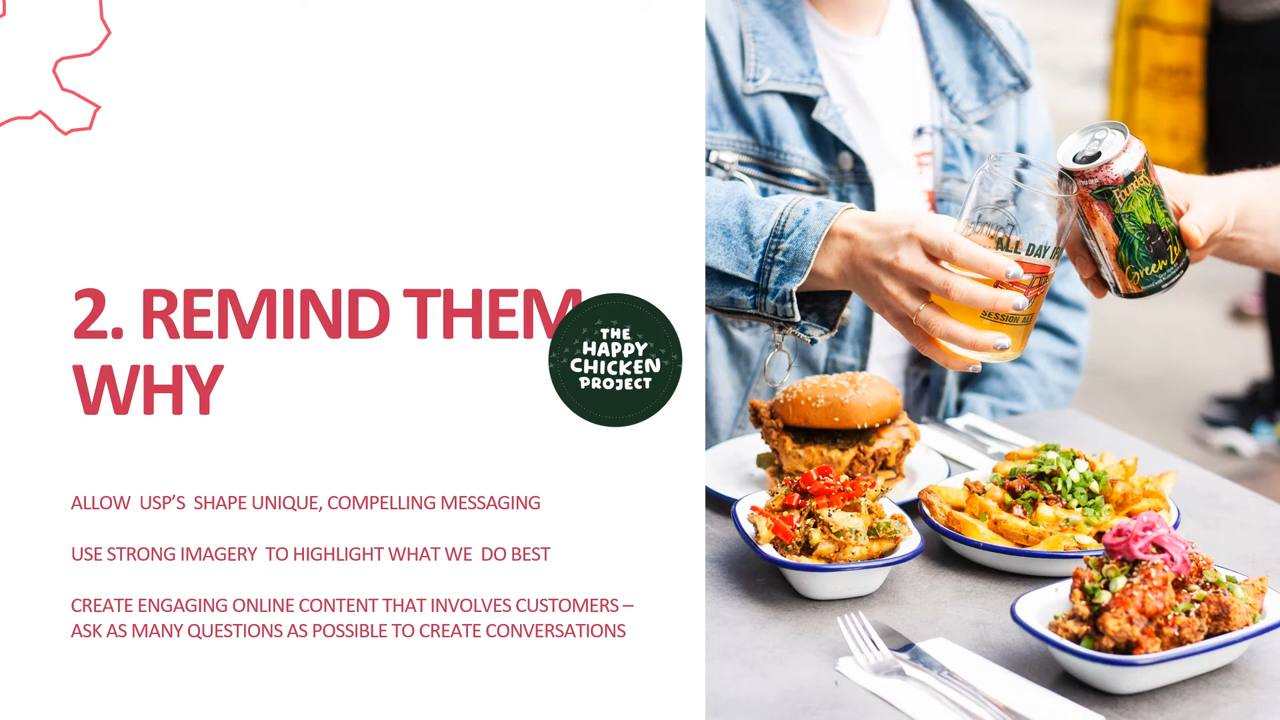 2. REMIND THEM
WHY
THE
HAPPY
CHICKEN
PROJECT
ALLOW USP’S SHAPE UNIQUE, COMPELLING MESSAGING
USE STRONG IMAGERY TO HIGHLIGHT WHAT WE DO BEST
CREATE ENGAGING ONLINE CONTENT THAT INVOLVES CUSTOMERS –
ASK AS MANY QUESTIONS AS POSSIBLE TO CREATE CONVERSATIONS
ALL DAY
SESSION ALE
Founders
Green